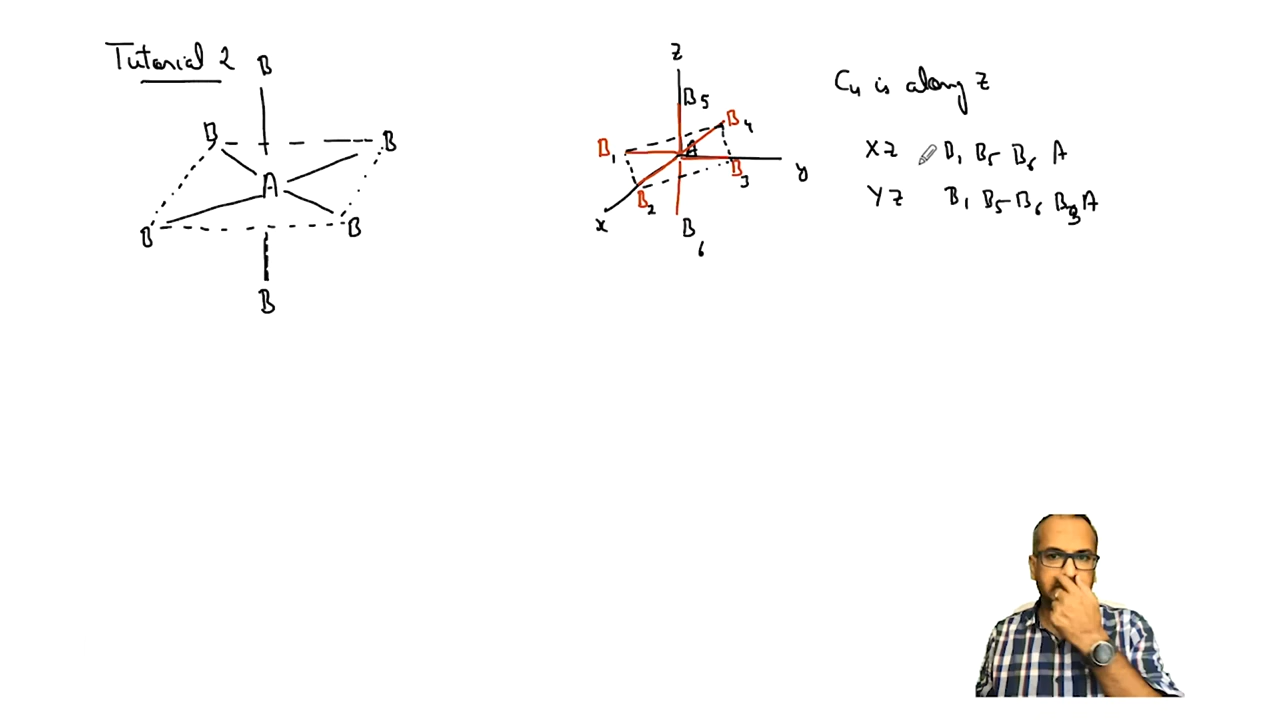 Tutorial 2
B
B
B
A
B
B
B
Z
B5
B4
B1
A
B3
y
B2
x
B6
C4 is along Z
XZ B1 B5 B6 A
YZ B1 B5 B6 B3 A